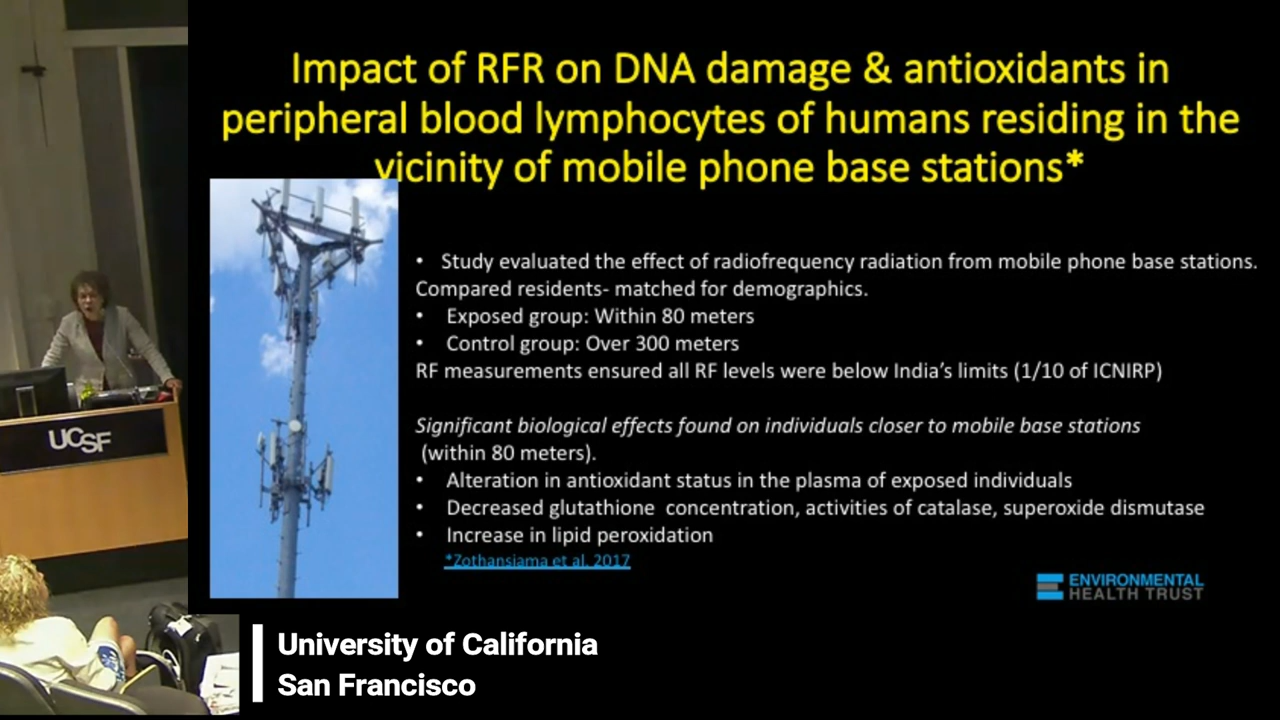 Impact of RFR on DNA damage & antioxidants in
peripheral blood lymphocytes of humans residing in the
vicinity of mobile phone base stations*
• Study evaluated the effect of radiofrequency radiation from mobile phone base stations.
Compared residents- matched for demographics.
• Exposed group: Within 80 meters
• Control group: Over 300 meters
RF measurements ensured all RF levels were below India's limits (1/10 of ICNIRP)
Significant biological effects found on individuals closer to mobile base stations
(within 80 meters).
• Alteration in antioxidant status in the plasma of exposed individuals
• Decreased glutathione concentration, activities of catalase, superoxide dismutase
• Increase in lipid peroxidation
*Zothansiama et al. 2017
ENVIRONMENTAL
HEALTH TRUST
UCSF
University of California
San Francisco